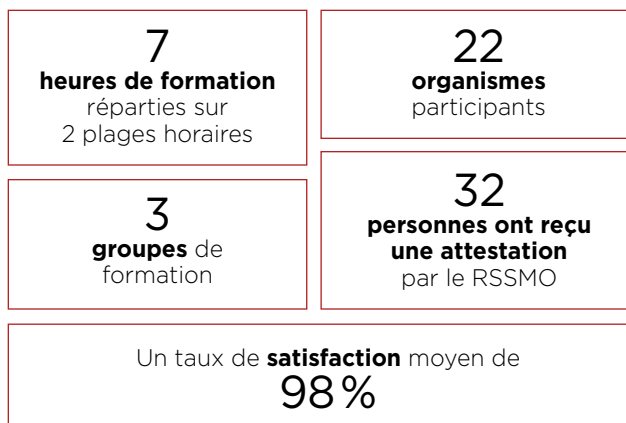 7
heures de formation
réparties sur
2 plages horaires
22
organismes
participants
3
groupes de
formation
32
personnes ont reçu
une attestation
par le RSSMO
Un taux de satisfaction moyen de
98 %